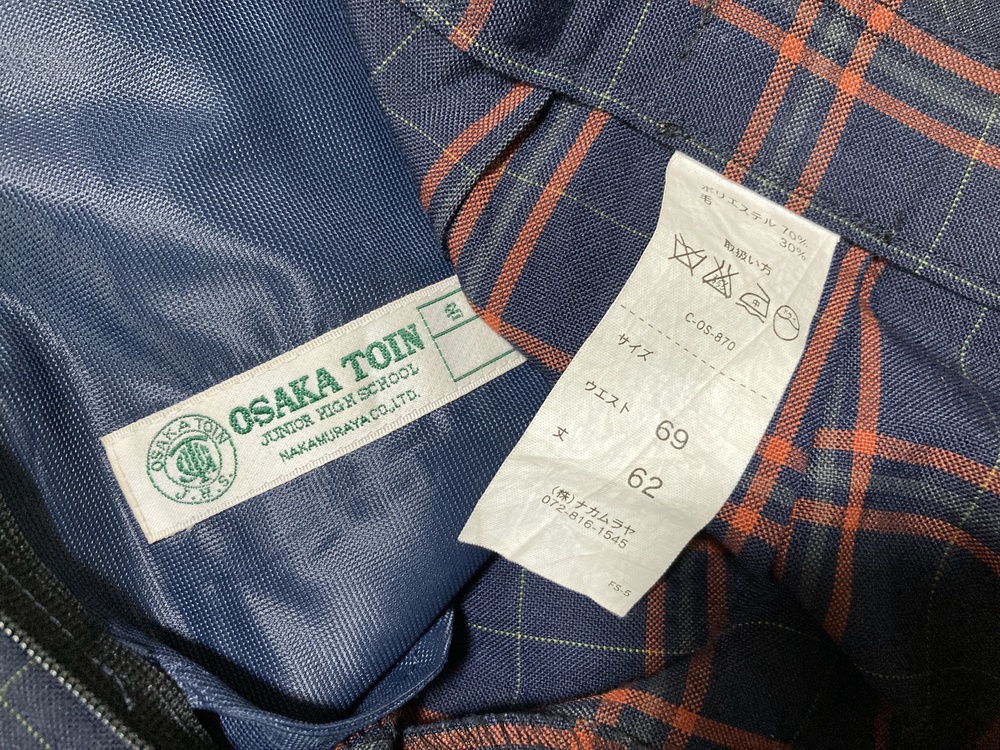 OSAKA TOIN
J.H.S
OSAKA TOIN
JUNIOR HIGH SCHOOL
NAKAMURAYA CO.,LTD.
ポリエステル 70%
毛 30%
取扱い方
C-OS-670
サイズ
ウエスト 69
丈 62
(株)ナカムラヤ
072-816-1545
FS-5